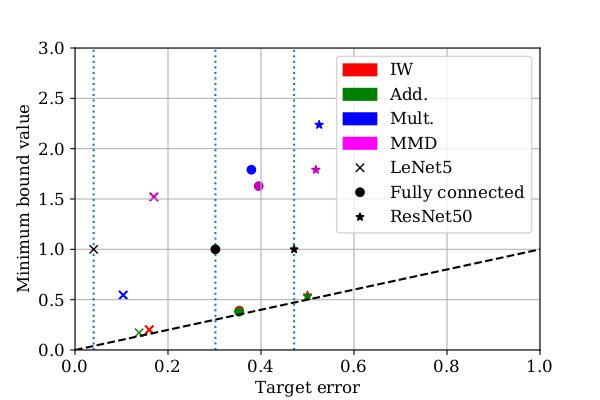 3.0
2.5
2.0
1.5
1.0
0.5
0.0
Minimum bound value
IW
Add.
Mult.
MMD
LeNet5
Fully connected
ResNet50
0.0 0.2 0.4 0.6 0.8 1.0
Target error